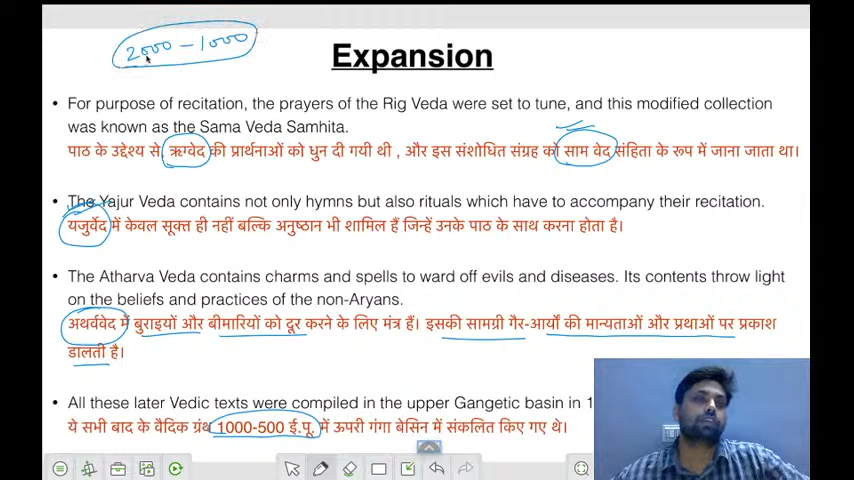 2000 - 1000
Expansion
• For purpose of recitation, the prayers of the Rig Veda were set to tune, and this modified collection
was known as the Sama Veda Samhita.
पाठ के उद्देश्य से, ऋग्वेद की प्रार्थनाओं को धुन दी गयी थी , और इस संशोधित संग्रह को साम वेद संहिता के रूप में जाना जाता था।
• The Yajur Veda contains not only hymns but also rituals which have to accompany their recitation.
यजुर्वेद में केवल सूक्त ही नहीं बल्कि अनुष्ठान भी शामिल हैं जिन्हें उनके पाठ के साथ करना होता है।
• The Atharva Veda contains charms and spells to ward off evils and diseases. Its contents throw light
on the beliefs and practices of the non-Aryans.
अथर्ववेद में बुराइयों और बीमारियों को दूर करने के लिए मंत्र हैं। इसकी सामग्री गैर-आर्यों की मान्यताओं और प्रथाओं पर प्रकाश
डालती है।
• All these later Vedic texts were compiled in the upper Gangetic basin in 1
ये सभी बाद के वैदिक ग्रंथ 1000-500 ई.पू. में ऊपरी गंगा बेसिन में संकलित किए गए थे।